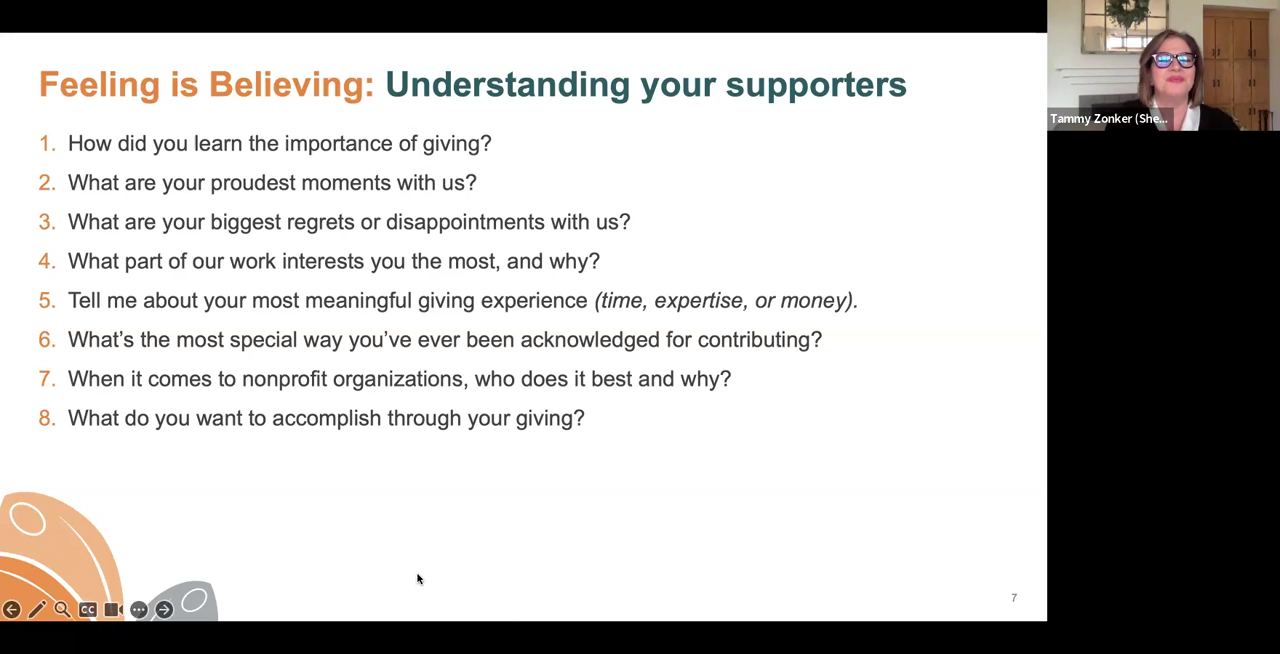 Feeling is Believing: Understanding your supporters
1. How did you learn the importance of giving?
2. What are your proudest moments with us?
3. What are your biggest regrets or disappointments with us?
4. What part of our work interests you the most, and why?
5. Tell me about your most meaningful giving experience (time, expertise, or money).
6. What’s the most special way you’ve ever been acknowledged for contributing?
7. When it comes to nonprofit organizations, who does it best and why?
8. What do you want to accomplish through your giving?
7
CC
Tammy Zonker (She...